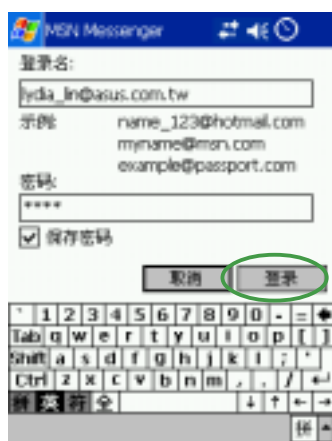 MSN Messenger
登录名:
lydia_lin@asus.com.tw
示例: name_123@hotmail.com
myname@msn.com
example@passport.com
密码:
****
保存密码
取消 登录
` 1 2 3 4 5 6 7 8 9 0 - =
Tab q w e r t y u i o p [ ]
Shift a s d f g h j k l ; '
Ctrl z x c v b n m , . /
拼 英 符 全
拼